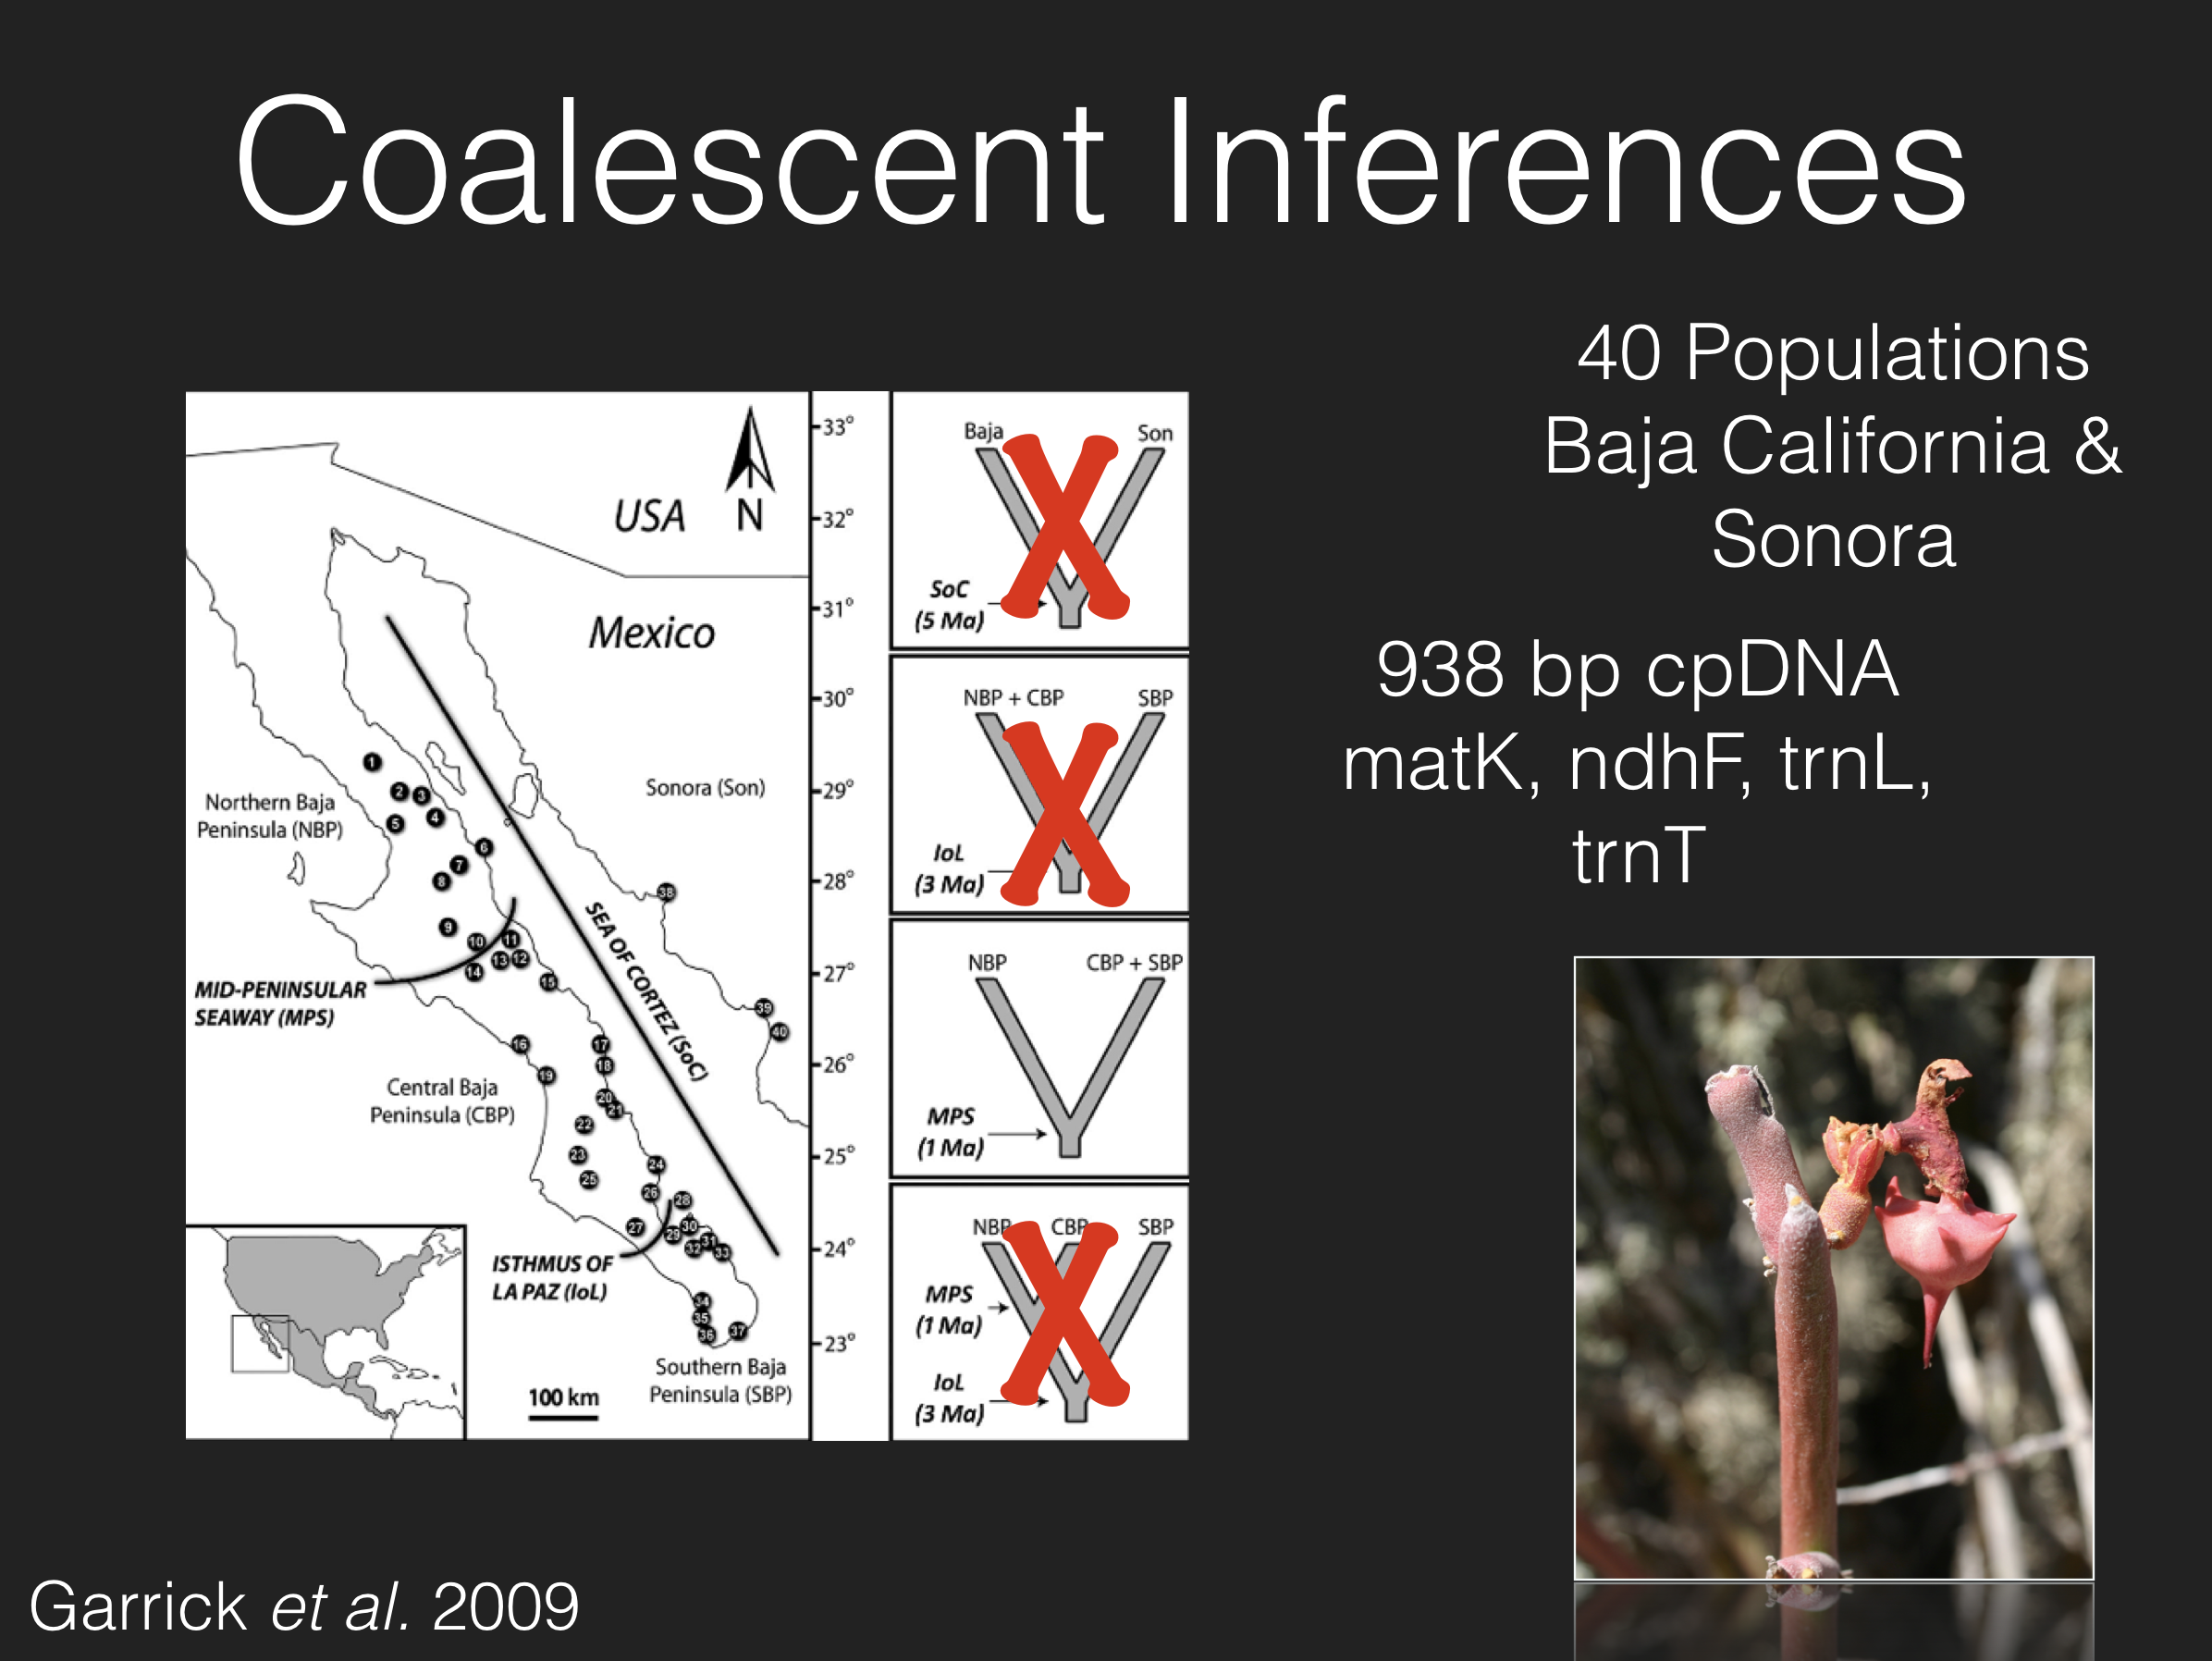 Coalescent Inferences
40 Populations
Baja California &
Sonora
938 bp cpDNA
matK, ndhF, trnL,
trnT
USA
N
Mexico
Sonora (Son)
Northern Baja
Peninsula (NBP)
MID-PENINSULAR
SEAWAY (MPS)
SEA OF CORTEZ (SoC)
Central Baja
Peninsula (CBP)
ISTHMUS OF
LA PAZ (IoL)
Southern Baja
Peninsula (SBP)
100 km
1
2
3
4
5
6
7
8
9
10
11
12
13
14
15
16
17
18
19
20
21
22
23
24
25
26
27
28
29
30
31
32
33
34
35
36
37
38
39
40
33°
32°
31°
30°
29°
28°
27°
26°
25°
24°
23°
Baja Son
SoC
(5 Ma)
NBP + CBP SBP
IoL
(3 Ma)
NBP CBP + SBP
MPS
(1 Ma)
NBP CBP SBP
MPS
(1 Ma)
IoL
(3 Ma)
Garrick et al. 2009